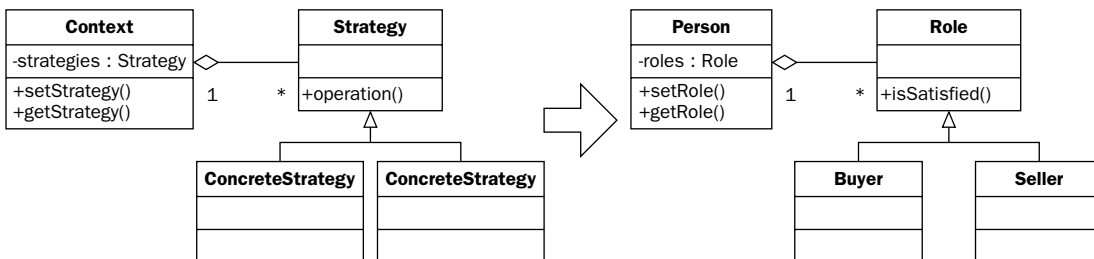 Context
-strategies : Strategy
+setStrategy()
+getStrategy()
1
*
Strategy
+operation()
ConcreteStrategy
ConcreteStrategy
Person
-roles : Role
+setRole()
+getRole()
1
*
Role
+isSatisfied()
Buyer
Seller